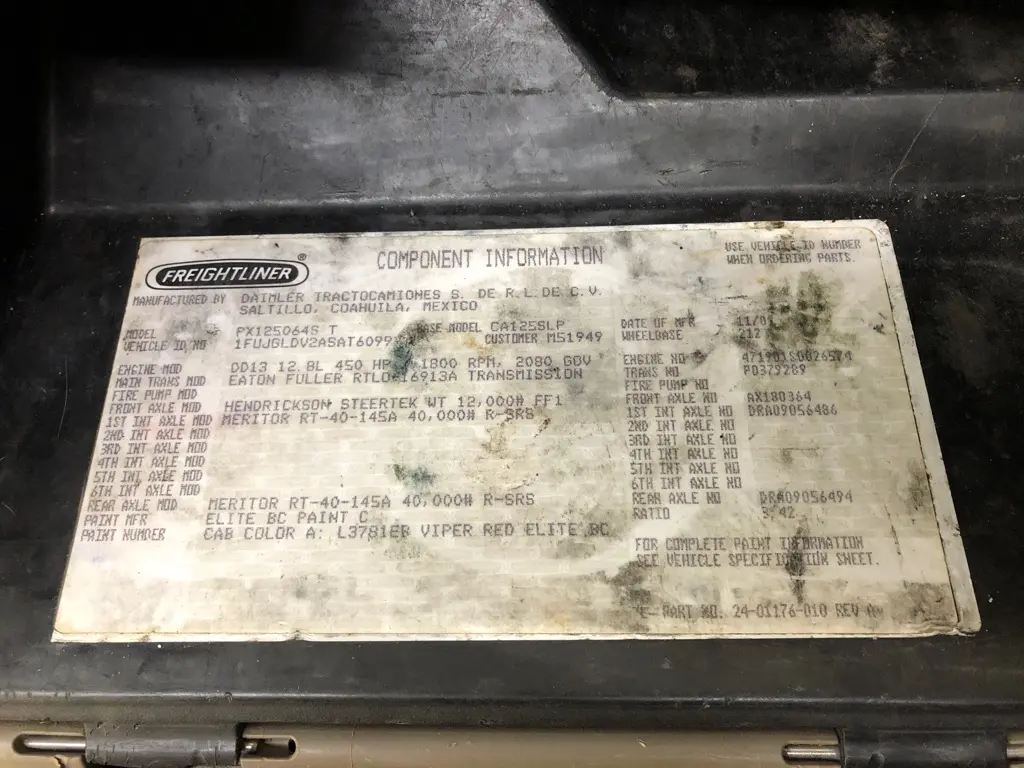 FREIGHTLINER®
COMPONENT INFORMATION
USE VEHICLE ID NUMBER
WHEN ORDERING PARTS.
MANUFACTURED BY DAIMLER TRACTOCAMIONES S. DE R.L.DE C.V.
SALTILLO, COAHUILA, MEXICO
MODEL PX125064S T BASE MODEL CA125SLP
VEHICLE ID NO CUSTOMER M51949
DATE OF MFR
WHEELBASE 212
ENGINE MOD DD13 12.8L 450 HP 1800 RPM, 2080 GOV
MAIN TRANS MOD EATON FULLER RTLO-16913A TRANSMISSION
FIRE PUMP MOD
FRONT AXLE MOD HENDRICKSON STEERTEK WT 12,000# FF1
1ST INT AXLE MOD MERITOR RT-40-145A 40,000# R-SRS
2ND INT AXLE MOD
3RD INT AXLE MOD
4TH INT AXLE MOD
5TH INT AXLE MOD
6TH INT AXLE MOD
REAR AXLE MOD MERITOR RT-40-145A 40,000# R-SRS
PAINT MFR ELITE BC PAINT C
PAINT NUMBER CAB COLOR A: L3781EB VIPER RED ELITE BC
ENGINE NO
TRANS NO P0379289
FIRE PUMP NO
FRONT AXLE NO AX180364
1ST INT AXLE NO DRA09056486
2ND INT AXLE NO
3RD INT AXLE NO
4TH INT AXLE NO
5TH INT AXLE NO
6TH INT AXLE NO
REAR AXLE NO DRA09056494
RATIO 3.42
FOR COMPLETE PAINT INFORMATION
SEE VEHICLE SPECIFICATION SHEET.
PART NO. 24-01176-010 REV A